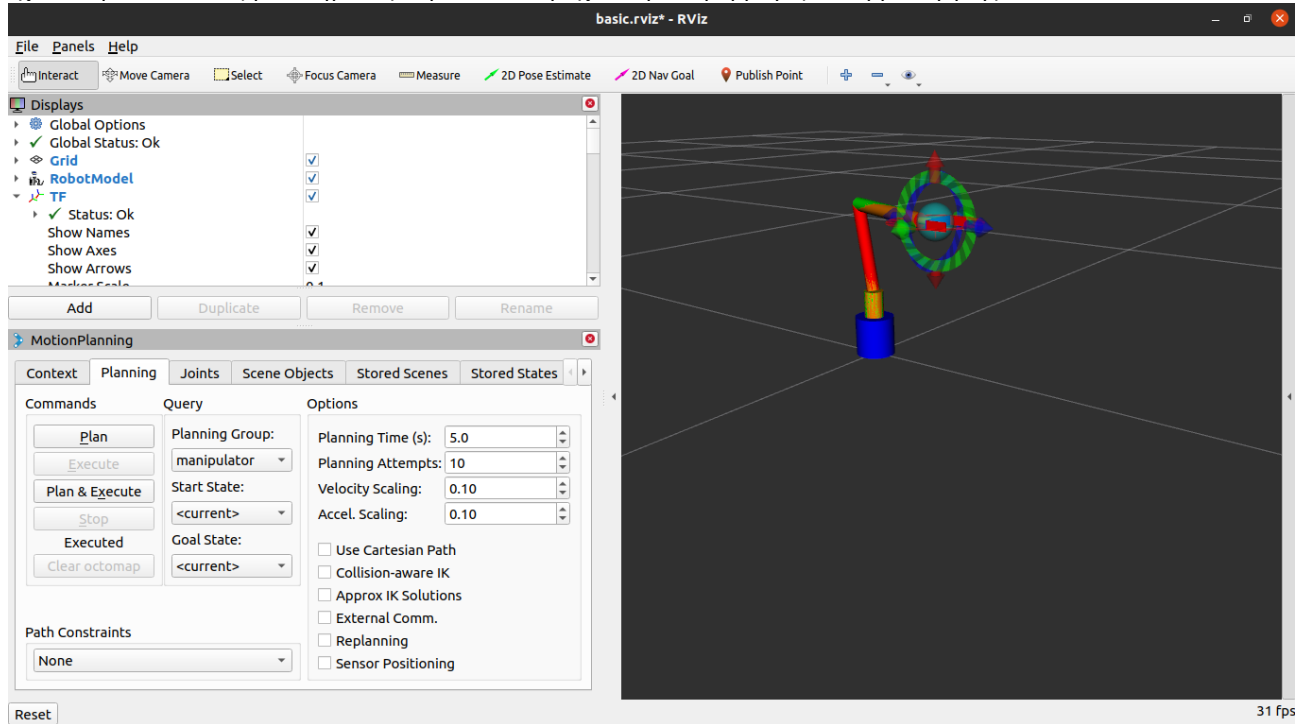 basic.rviz* - RViz
File Panels Help
Interact Move Camera Select Focus Camera Measure 2D Pose Estimate 2D Nav Goal Publish Point
Displays
Global Options
Global Status: Ok
Grid
RobotModel
TF
Status: Ok
Show Names
Show Axes
Show Arrows
Marker Scale 0.1
Add Duplicate Remove Rename
MotionPlanning
Context Planning Joints Scene Objects Stored Scenes Stored States
Commands Query Options
Plan
Execute
Plan & Execute
Stop
Executed
Clear octomap
Planning Group:
manipulator
Start State:
<current>
Goal State:
<current>
Planning Time (s): 5.0
Planning Attempts: 10
Velocity Scaling: 0.10
Accel. Scaling: 0.10
Use Cartesian Path
Collision-aware IK
Approx IK Solutions
External Comm.
Replanning
Sensor Positioning
Path Constraints
None
Reset
31 fps